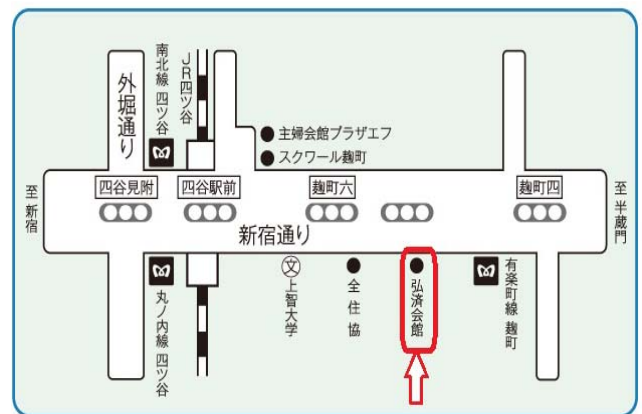 外堀通り
南北線 四ツ谷
JR四ツ谷
主婦会館プラザエフ
スクワール麹町
至 新宿
四谷見附
四谷駅前
麹町六
麹町四
至 半蔵門
新宿通り
丸ノ内線 四ツ谷
文
上智大学
全住協
弘済会館
有楽町線 麹町